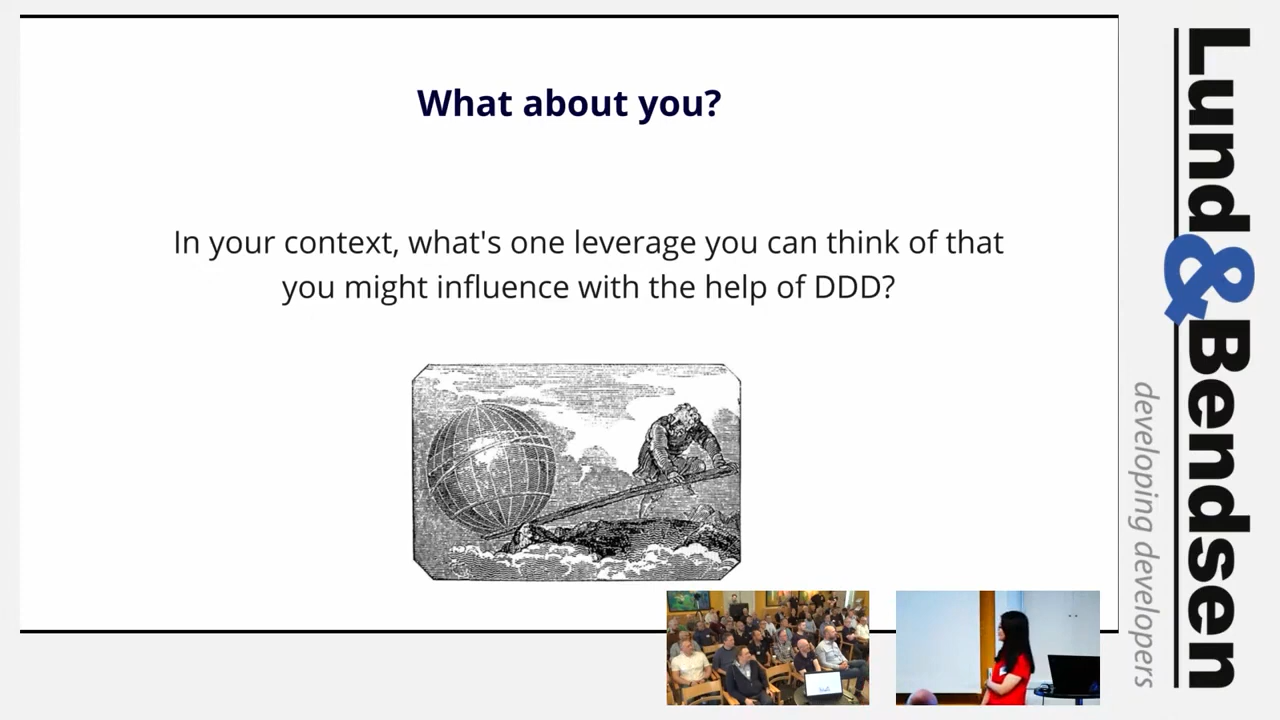 What about you?
In your context, what's one leverage you can think of that
you might influence with the help of DDD?
Lund&Bendsen
developing developers